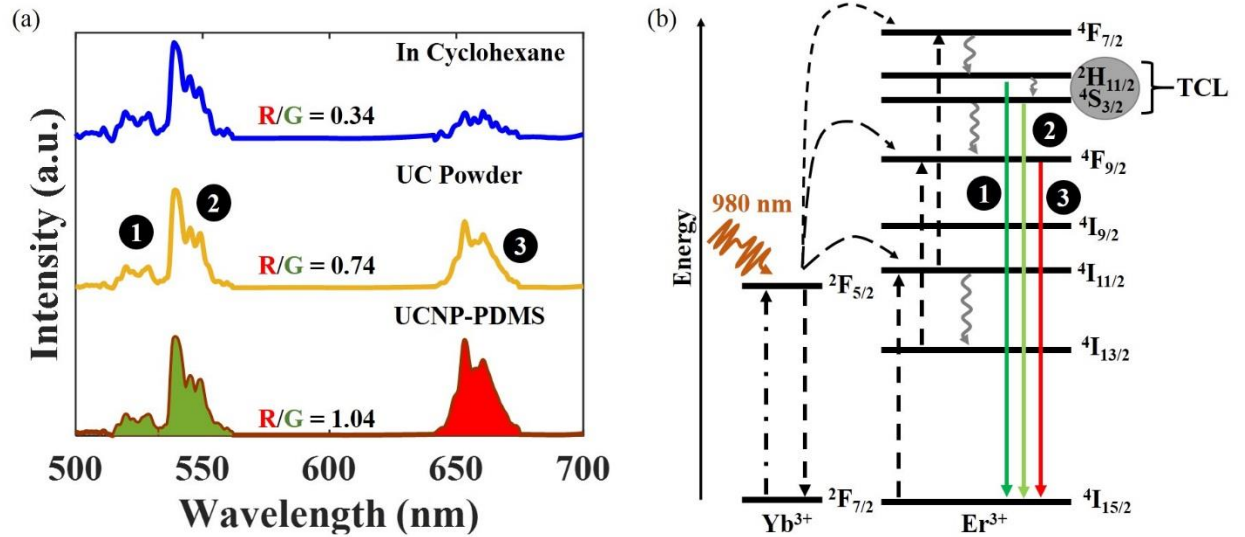 (a)
Intensity (a.u.)
In Cyclohexane
R/G = 0.34
UC Powder
1
2
3
R/G = 0.74
UCNP-PDMS
R/G = 1.04
500
550
600
650
700
Wavelength (nm)
(b)
Energy
980 nm
²F₅/₂
²F₇/₂
Yb³⁺
⁴F₇/₂
²H₁₁/₂
⁴S₃/₂
TCL
⁴F₉/₂
⁴I₉/₂
⁴I₁₁/₂
⁴I₁₃/₂
⁴I₁₅/₂
1
2
3
Er³⁺